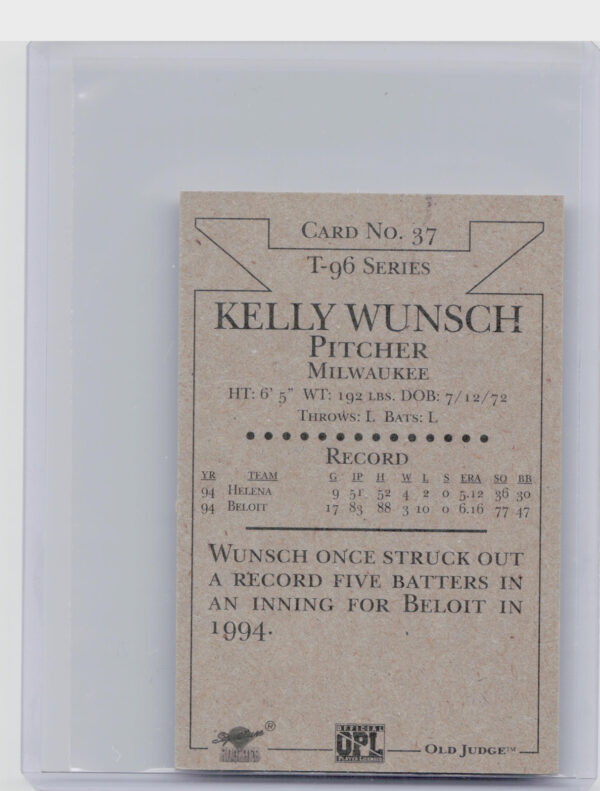 CARD NO. 37
T-96 SERIES
KELLY WUNSCH
PITCHER
MILWAUKEE
HT: 6' 5" WT: 192 LBS. DOB: 7/12/72
THROWS: L BATS: L
RECORD
YR TEAM G IP H W L S ERA SO BB
94 HELENA 9 51 52 4 2 0 5.12 36 30
94 BELOIT 17 83 88 3 10 0 6.16 77 47
WUNSCH ONCE STRUCK OUT
A RECORD FIVE BATTERS IN
AN INNING FOR BELOIT IN
1994.
Signature ®
OFFICIAL
OPL
PLAYER LICENSEE
OLD JUDGE™